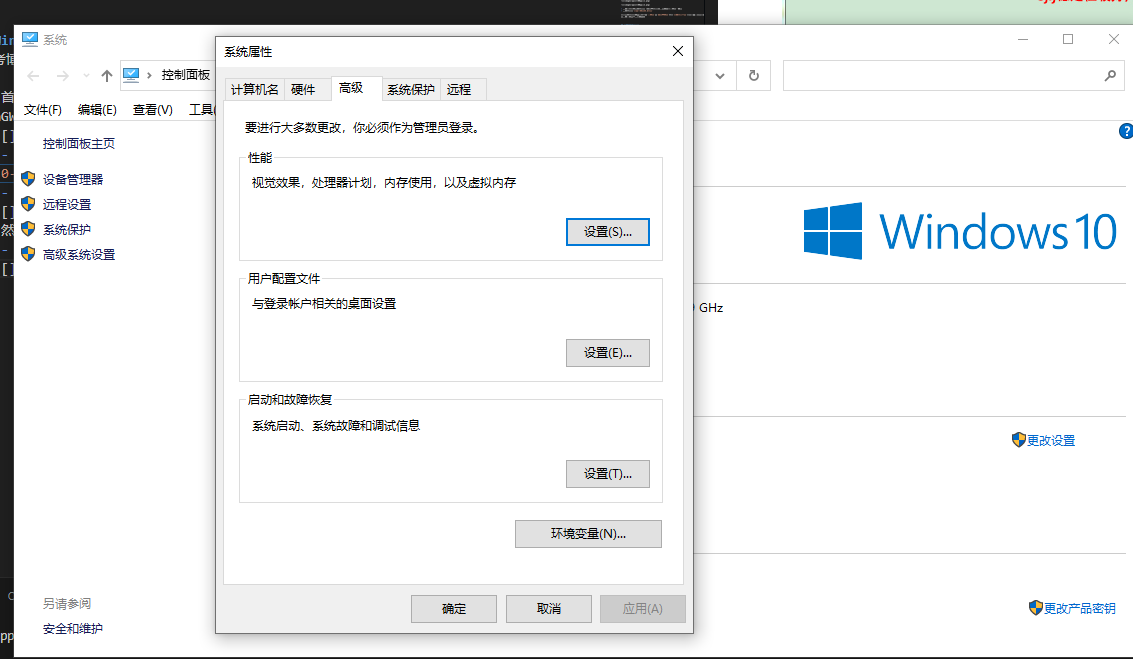 系统
系统属性
控制面板
文件(F) 编辑(E) 查看(V) 工具(
计算机名 硬件 高级 系统保护 远程
要进行大多数更改，你必须作为管理员登录。
控制面板主页
设备管理器
远程设置
系统保护
高级系统设置
性能
视觉效果，处理器计划，内存使用，以及虚拟内存
设置(S)...
用户配置文件
与登录帐户相关的桌面设置
设置(E)...
启动和故障恢复
系统启动、系统故障和调试信息
设置(T)...
环境变量(N)...
确定 取消 应用(A)
Windows 10
GHz
更改设置
另请参阅
安全和维护
更改产品密钥